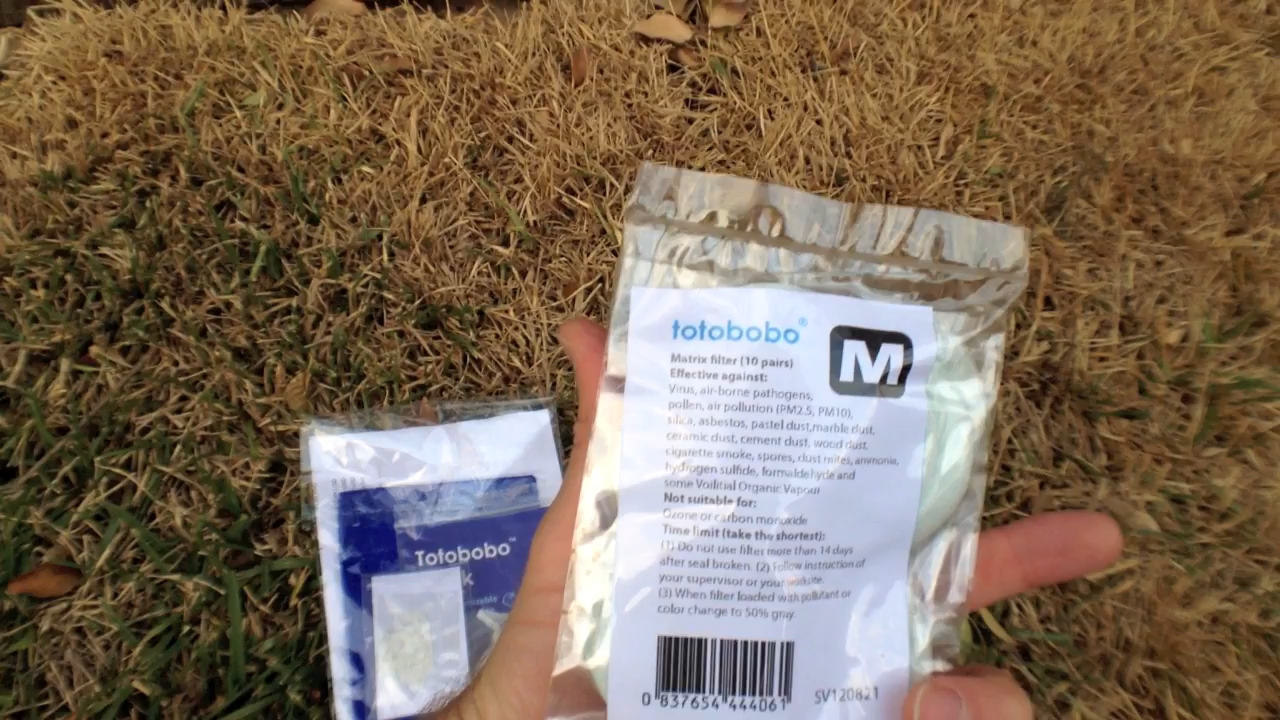 totobobo®
M
Matrix filter (10 pairs)
Effective against:
Virus, air-borne pathogens,
pollen, air pollution (PM2.5, PM10),
silica, asbestos, pastel dust,marble dust,
ceramic dust, cement dust, wood dust,
cigarette smoke, spores, dust mites, ammonia,
hydrogen sulfide, formaldehyde and
some Voilitial Organic Vapour
Not suitable for:
Ozone or carbon monoxide
Time limit (take the shortest):
(1) Do not use filter more than 14 days
after seal broken. (2) Follow instruction of
your supervisor or your worksite.
(3) When filter loaded with pollutant or
color change to 50% gray.
0 837654 444061
SV120821
Totobobo™